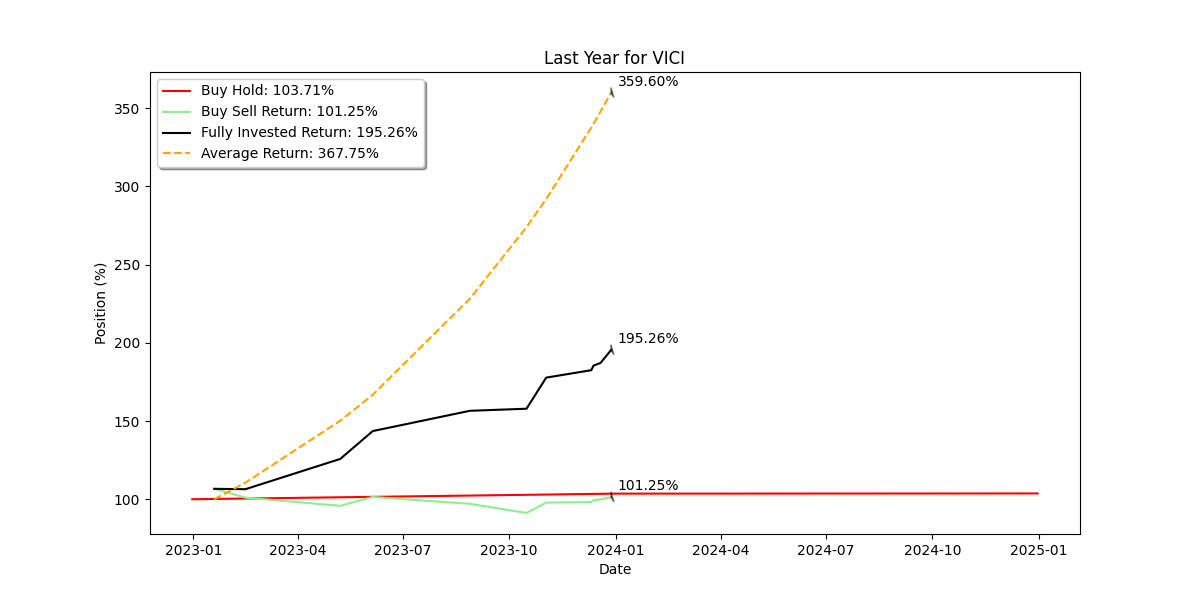 Last Year for VICI
Buy Hold: 103.71%
Buy Sell Return: 101.25%
Fully Invested Return: 195.26%
Average Return: 367.75%
359.60%
195.26%
101.25%
Position (%)
350
300
250
200
150
100
2023-01 2023-04 2023-07 2023-10 2024-01 2024-04 2024-07 2024-10 2025-01
Date